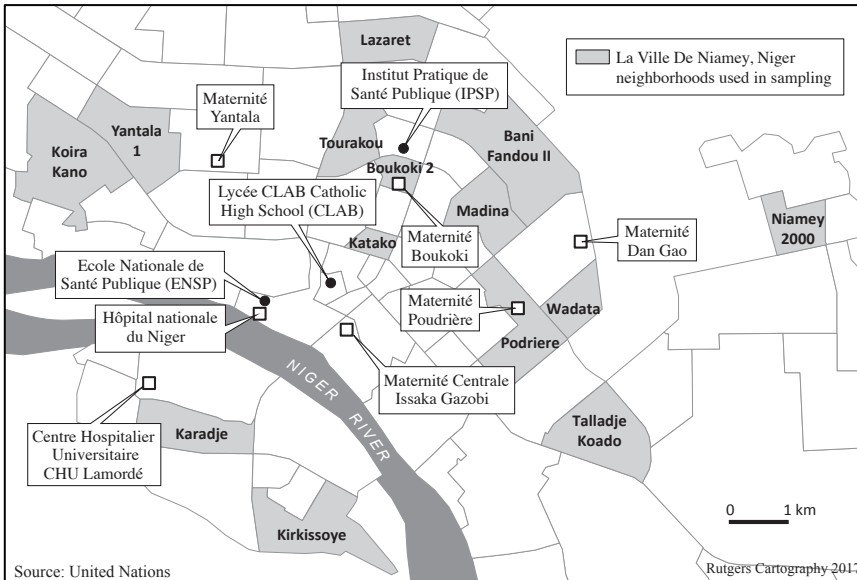 Lazaret
Institut Pratique de
Santé Publique (IPSP)
La Ville De Niamey, Niger
neighborhoods used in sampling
Maternité
Yantala
Yantala
1
Koira
Kano
Tourakou
Bani
Fandou II
Boukoki 2
Lycée CLAB Catholic
High School (CLAB)
Madina
Niamey
2000
Katako
Maternité
Boukoki
Maternité
Dan Gao
Ecole Nationale de
Santé Publique (ENSP)
Hôpital nationale
du Niger
Maternité
Poudrière
Wadata
Podriere
NIGER RIVER
Maternité Centrale
Issaka Gazobi
Karadje
Centre Hospitalier
Universitaire
CHU Lamordé
Talladje
Koado
Kirkissoye
0 1 km
Source: United Nations
Rutgers Cartography 2017